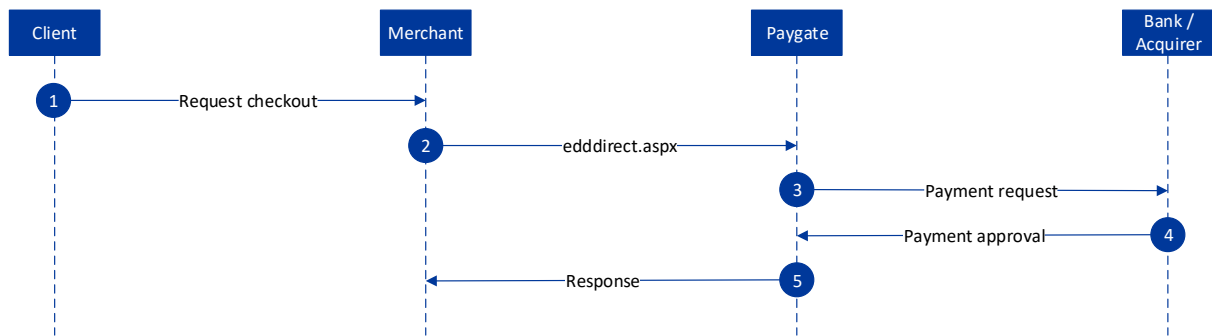 Client
Merchant
Paygate
Bank /
Acquirer
1
Request checkout
2
edddirect.aspx
3
Payment request
Payment approval
4
Response
5